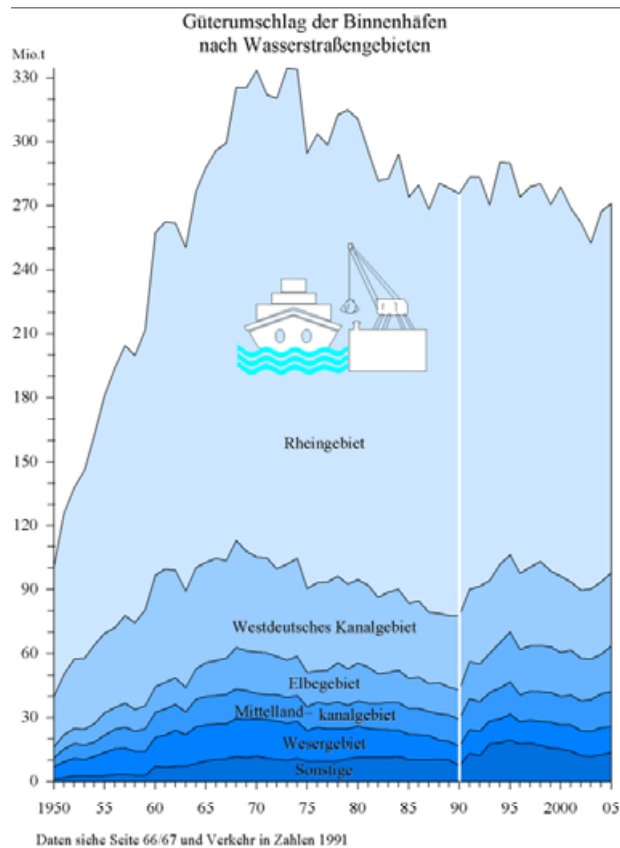 Güterumschlag der Binnenhäfen
nach Wasserstraßengebieten
Mio.t
330
300
270
240
210
180
150
120
90
60
30
0
Rheingebiet
Westdeutsches Kanalgebiet
Elbegebiet
Mittelland– kanalgebiet
Wesergebiet
Sonstige
1950 55 60 65 70 75 80 85 90 95 2000 05
Daten siehe Seite 66/67 und Verkehr in Zahlen 1991